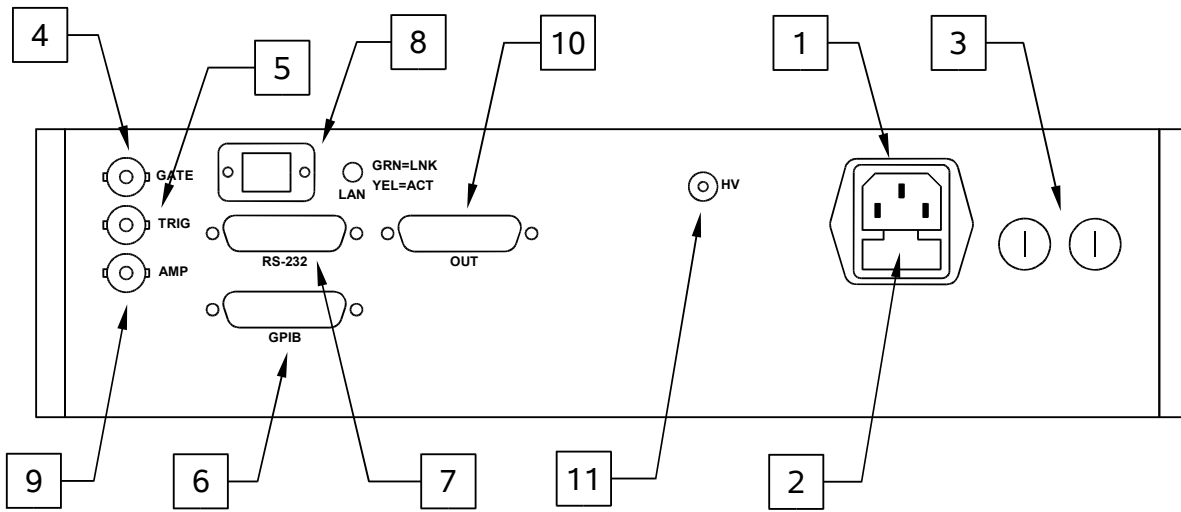 4
5
8
10
1
3
GATE
GRN=LNK
LAN
YEL=ACT
HV
TRIG
RS-232
OUT
AMP
GPIB
9
6
7
11
2